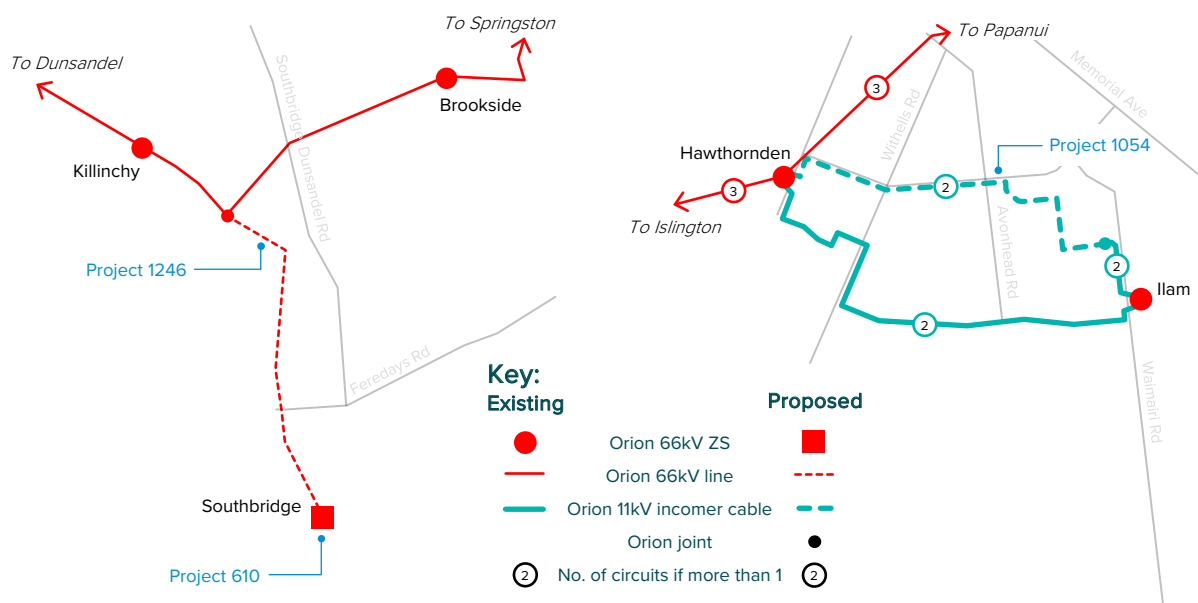 To Springston
To Dunsandel
Brookside
Killinchy
Southbridge Dunsandel Rd
Project 1246
Feredays Rd
Southbridge
Project 610
To Papanui
Memorial Ave
3
Withells Rd
Project 1054
Hawthornden
3
2
To Islington
Avonhead Rd
2
Ilam
2
Waimairi Rd
Key:
Existing Proposed
Orion 66kV ZS
Orion 66kV line
Orion 11kV incomer cable
Orion joint
2 No. of circuits if more than 1 2